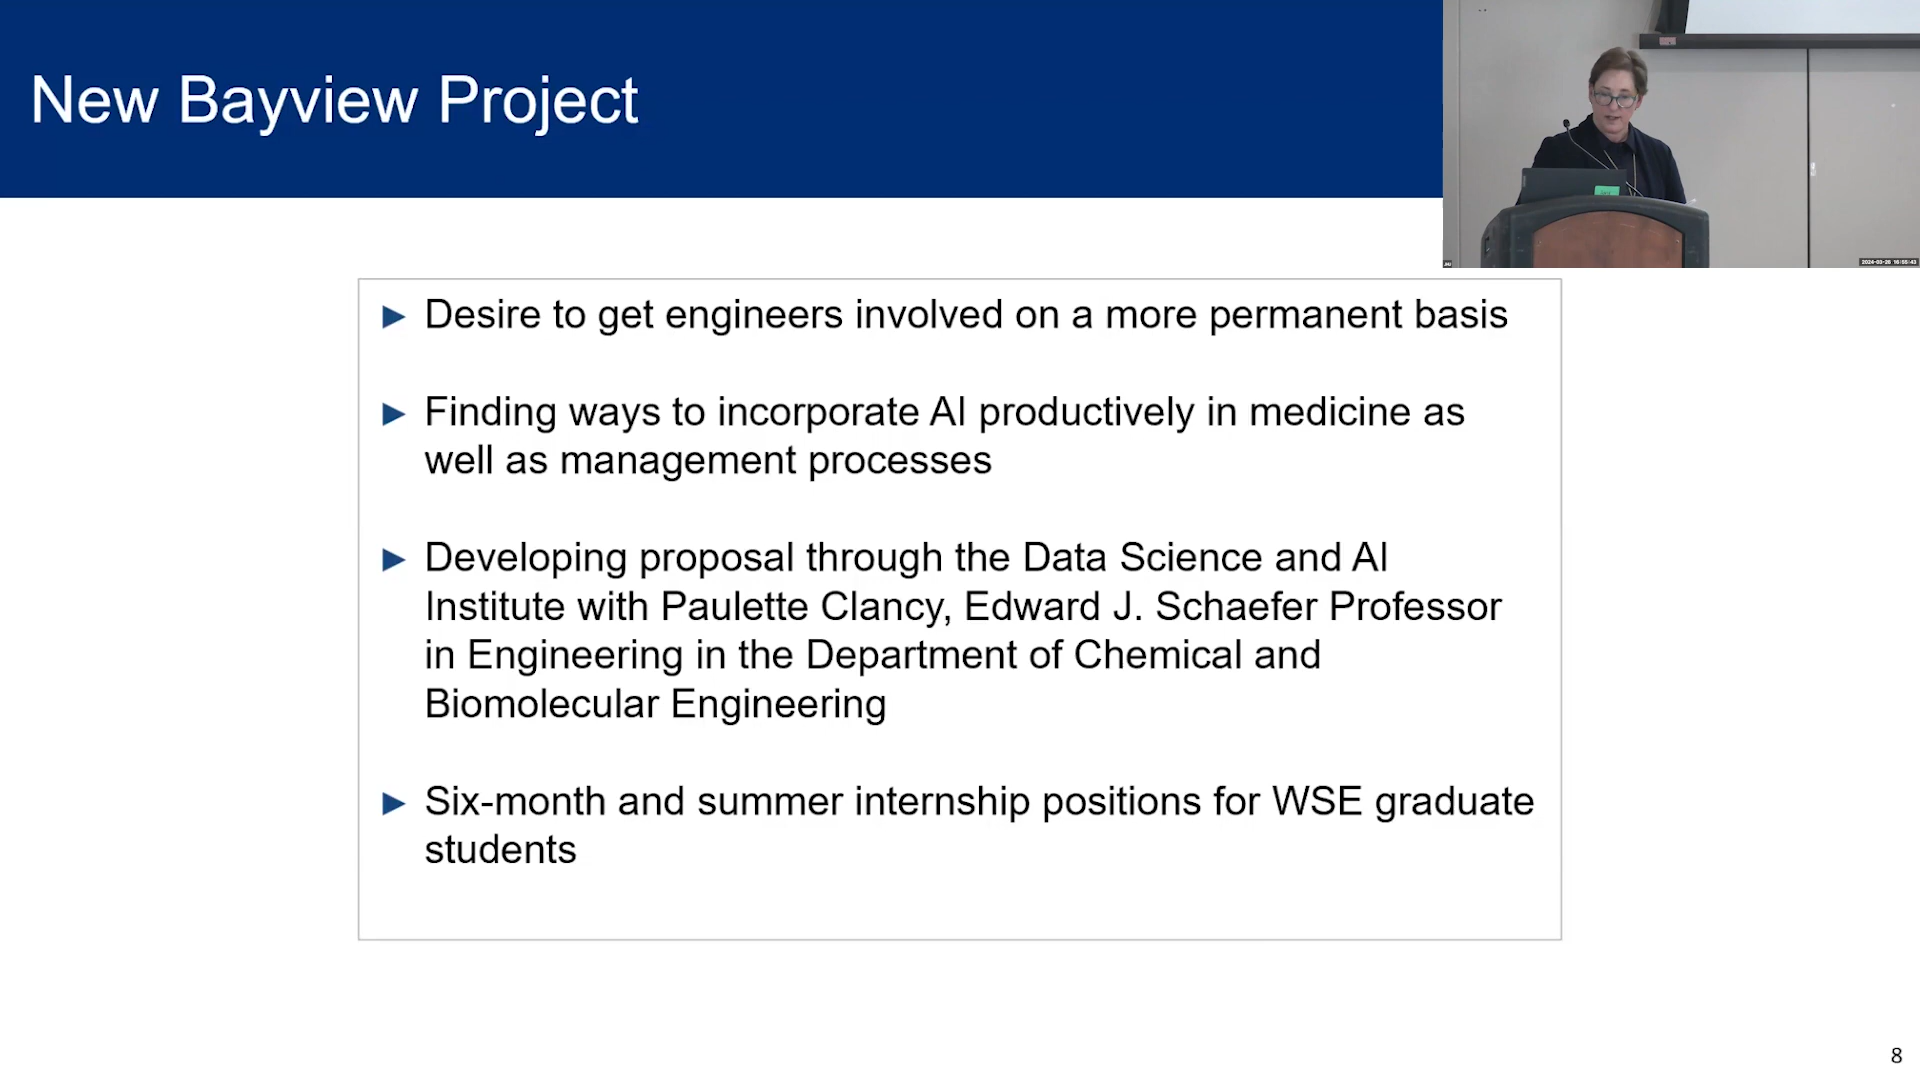 New Bayview Project
Desire to get engineers involved on a more permanent basis
Finding ways to incorporate AI productively in medicine as
well as management processes
Developing proposal through the Data Science and AI
Institute with Paulette Clancy, Edward J. Schaefer Professor
in Engineering in the Department of Chemical and
Biomolecular Engineering
Six-month and summer internship positions for WSE graduate
students
8